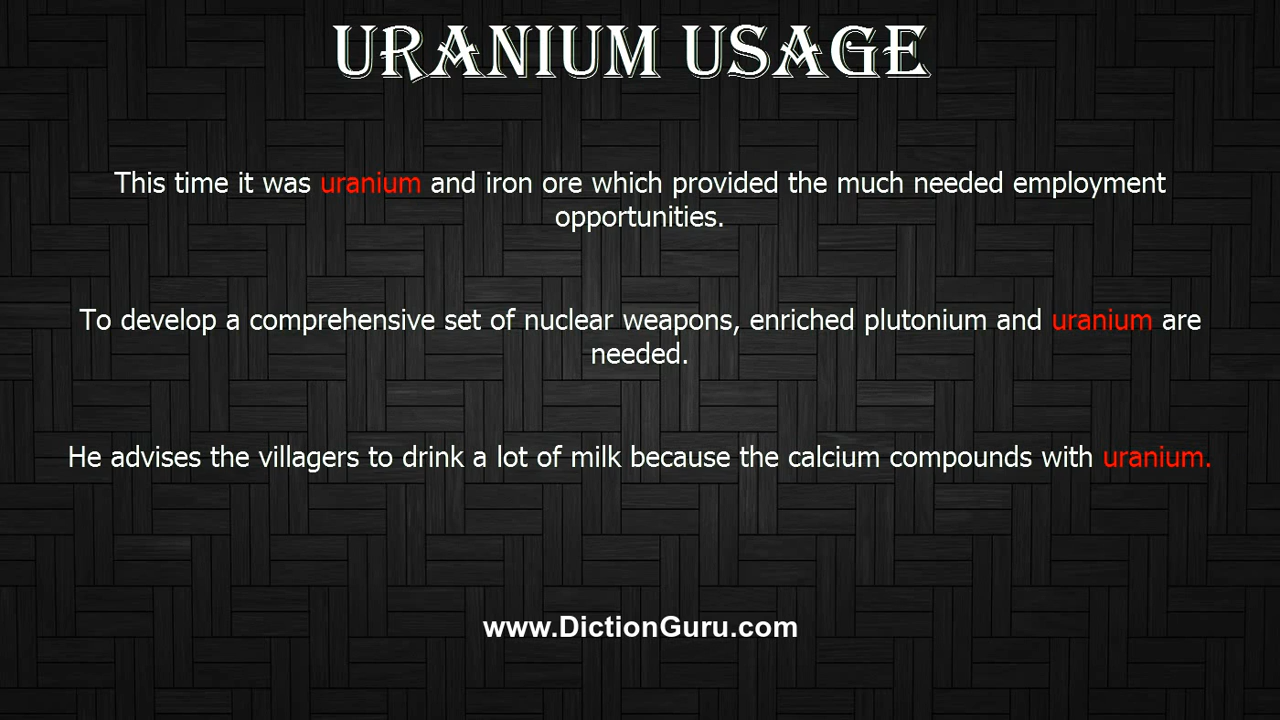 URANIUM USAGE
This time it was uranium and iron ore which provided the much needed employment
opportunities.
To develop a comprehensive set of nuclear weapons, enriched plutonium and uranium are
needed.
He advises the villagers to drink a lot of milk because the calcium compounds with uranium.
www.DictionGuru.com